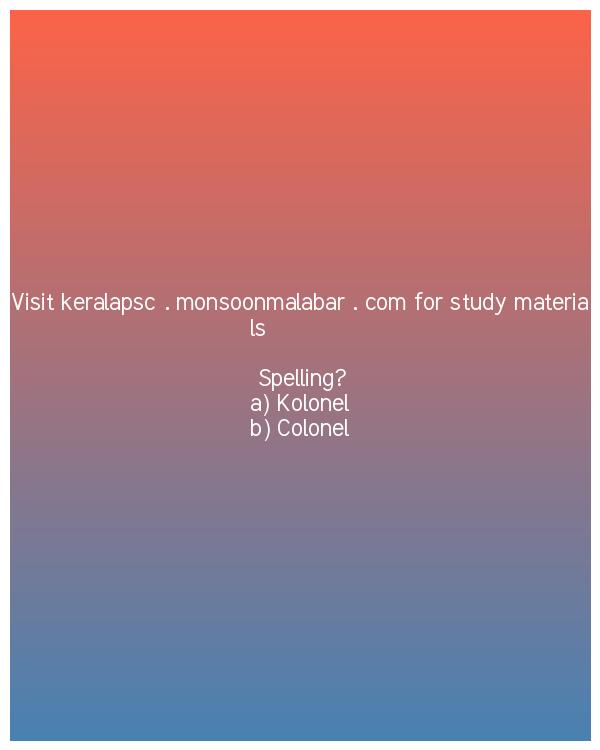 Visit keralapsc . monsoonmalabar . com for study materia
ls
Spelling?
a) Kolonel
b) Colonel